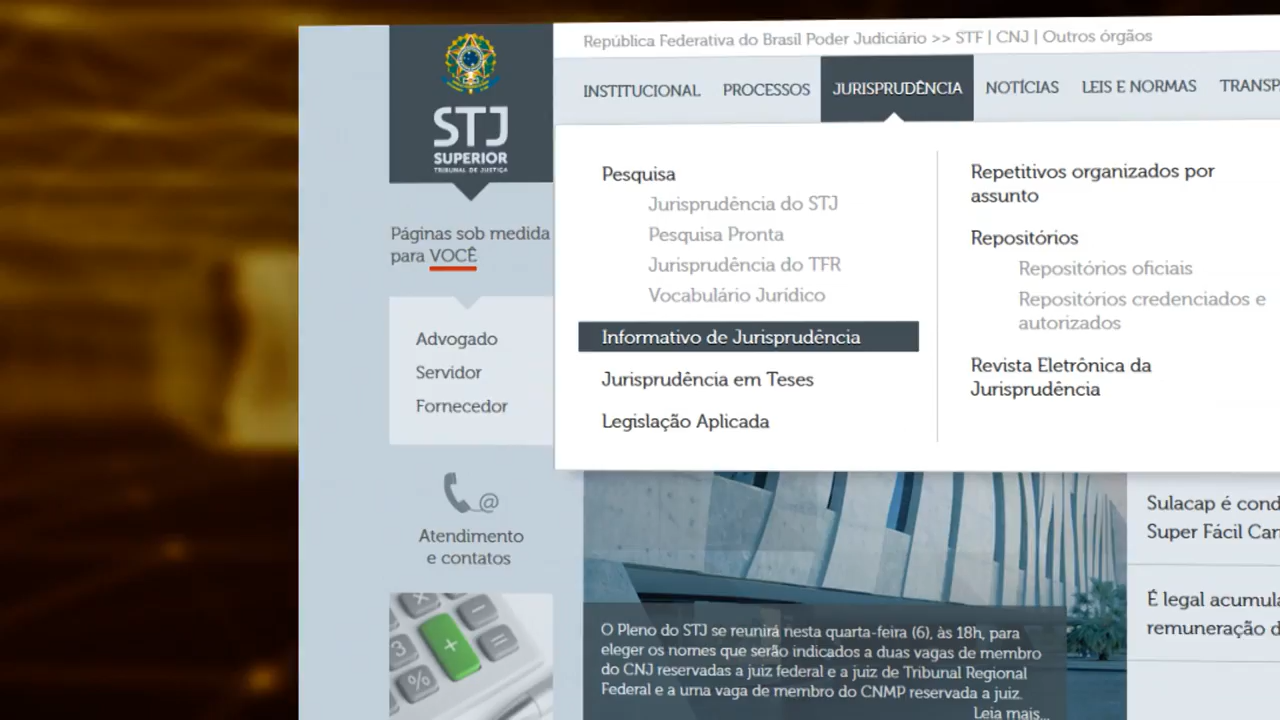 República Federativa do Brasil Poder Judiciário >> STF | CNJ | Outros órgãos
STJ
SUPERIOR
TRIBUNAL DE JUSTIÇA
INSTITUCIONAL PROCESSOS JURISPRUDÊNCIA NOTÍCIAS LEIS E NORMAS TRANSP
Páginas sob medida
para VOCÊ
Advogado
Servidor
Fornecedor
@
Atendimento
e contatos
Pesquisa
Jurisprudência do STJ
Pesquisa Pronta
Jurisprudência do TFR
Vocabulário Jurídico
Informativo de Jurisprudência
Jurisprudência em Teses
Legislação Aplicada
Repetitivos organizados por
assunto
Repositórios
Repositórios oficiais
Repositórios credenciados e
autorizados
Revista Eletrônica da
Jurisprudência
O Pleno do STJ se reunirá nesta quarta-feira (6), às 18h, para
eleger os nomes que serão indicados a duas vagas de membro
do CNJ reservadas a juiz federal e a juiz de Tribunal Regional
Federal e a uma vaga de membro do CNMP reservada a juiz.
Leia mais...
Sulacap é cond
Super Fácil Car
É legal acumula
remuneração d
× −
3 + =
%